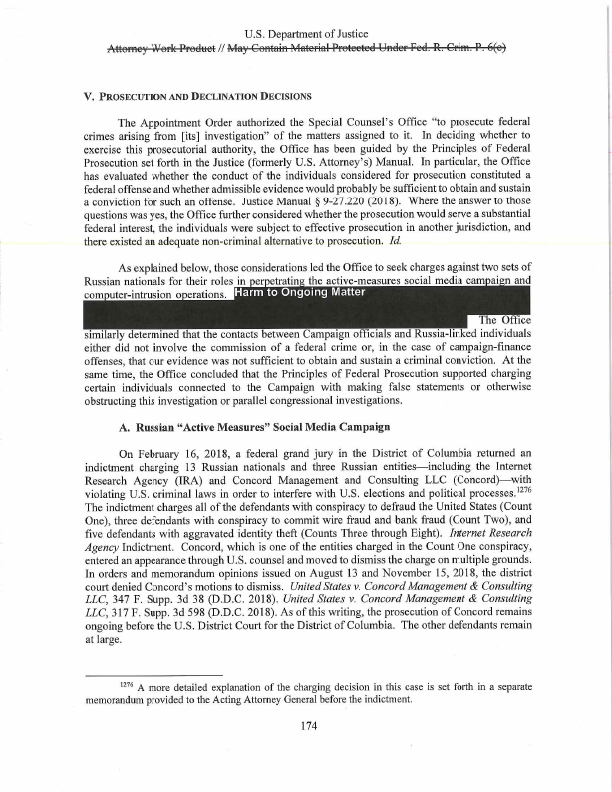 U.S. Department of Justice
Attorney Work Product // May Contain Material Protected Under Fed. R. Crim. P. 6(e)
V. PROSECUTION AND DECLINATION DECISIONS
The Appointment Order authorized the Special Counsel's Office "to prosecute federal
crimes arising from [its] investigation" of the matters assigned to it. In deciding whether to
exercise this prosecutorial authority, the Office has been guided by the Principles of Federal
Prosecution set forth in the Justice (formerly U.S. Attorney's) Manual. In particular, the Office
has evaluated whether the conduct of the individuals considered for prosecution constituted a
federal offense and whether admissible evidence would probably be sufficient to obtain and sustain
a conviction for such an offense. Justice Manual § 9-27.220 (2018). Where the answer to those
questions was yes, the Office further considered whether the prosecution would serve a substantial
federal interest, the individuals were subject to effective prosecution in another jurisdiction, and
there existed an adequate non-criminal alternative to prosecution. Id.
As explained below, those considerations led the Office to seek charges against two sets of
Russian nationals for their roles in perpetrating the active-measures social media campaign and
computer-intrusion operations. Harm to Ongoing Matter
The Office
similarly determined that the contacts between Campaign officials and Russia-linked individuals
either did not involve the commission of a federal crime or, in the case of campaign-finance
offenses, that our evidence was not sufficient to obtain and sustain a criminal conviction. At the
same time, the Office concluded that the Principles of Federal Prosecution supported charging
certain individuals connected to the Campaign with making false statements or otherwise
obstructing this investigation or parallel congressional investigations.
A. Russian "Active Measures" Social Media Campaign
On February 16, 2018, a federal grand jury in the District of Columbia returned an
indictment charging 13 Russian nationals and three Russian entities—including the Internet
Research Agency (IRA) and Concord Management and Consulting LLC (Concord)—with
violating U.S. criminal laws in order to interfere with U.S. elections and political processes.1276
The indictment charges all of the defendants with conspiracy to defraud the United States (Count
One), three defendants with conspiracy to commit wire fraud and bank fraud (Count Two), and
five defendants with aggravated identity theft (Counts Three through Eight). Internet Research
Agency Indictment. Concord, which is one of the entities charged in the Count One conspiracy,
entered an appearance through U.S. counsel and moved to dismiss the charge on multiple grounds.
In orders and memorandum opinions issued on August 13 and November 15, 2018, the district
court denied Concord's motions to dismiss. United States v. Concord Management & Consulting
LLC, 347 F. Supp. 3d 38 (D.D.C. 2018). United States v. Concord Management & Consulting
LLC, 317 F. Supp. 3d 598 (D.D.C. 2018). As of this writing, the prosecution of Concord remains
ongoing before the U.S. District Court for the District of Columbia. The other defendants remain
at large.
1276 A more detailed explanation of the charging decision in this case is set forth in a separate
memorandum provided to the Acting Attorney General before the indictment.
174